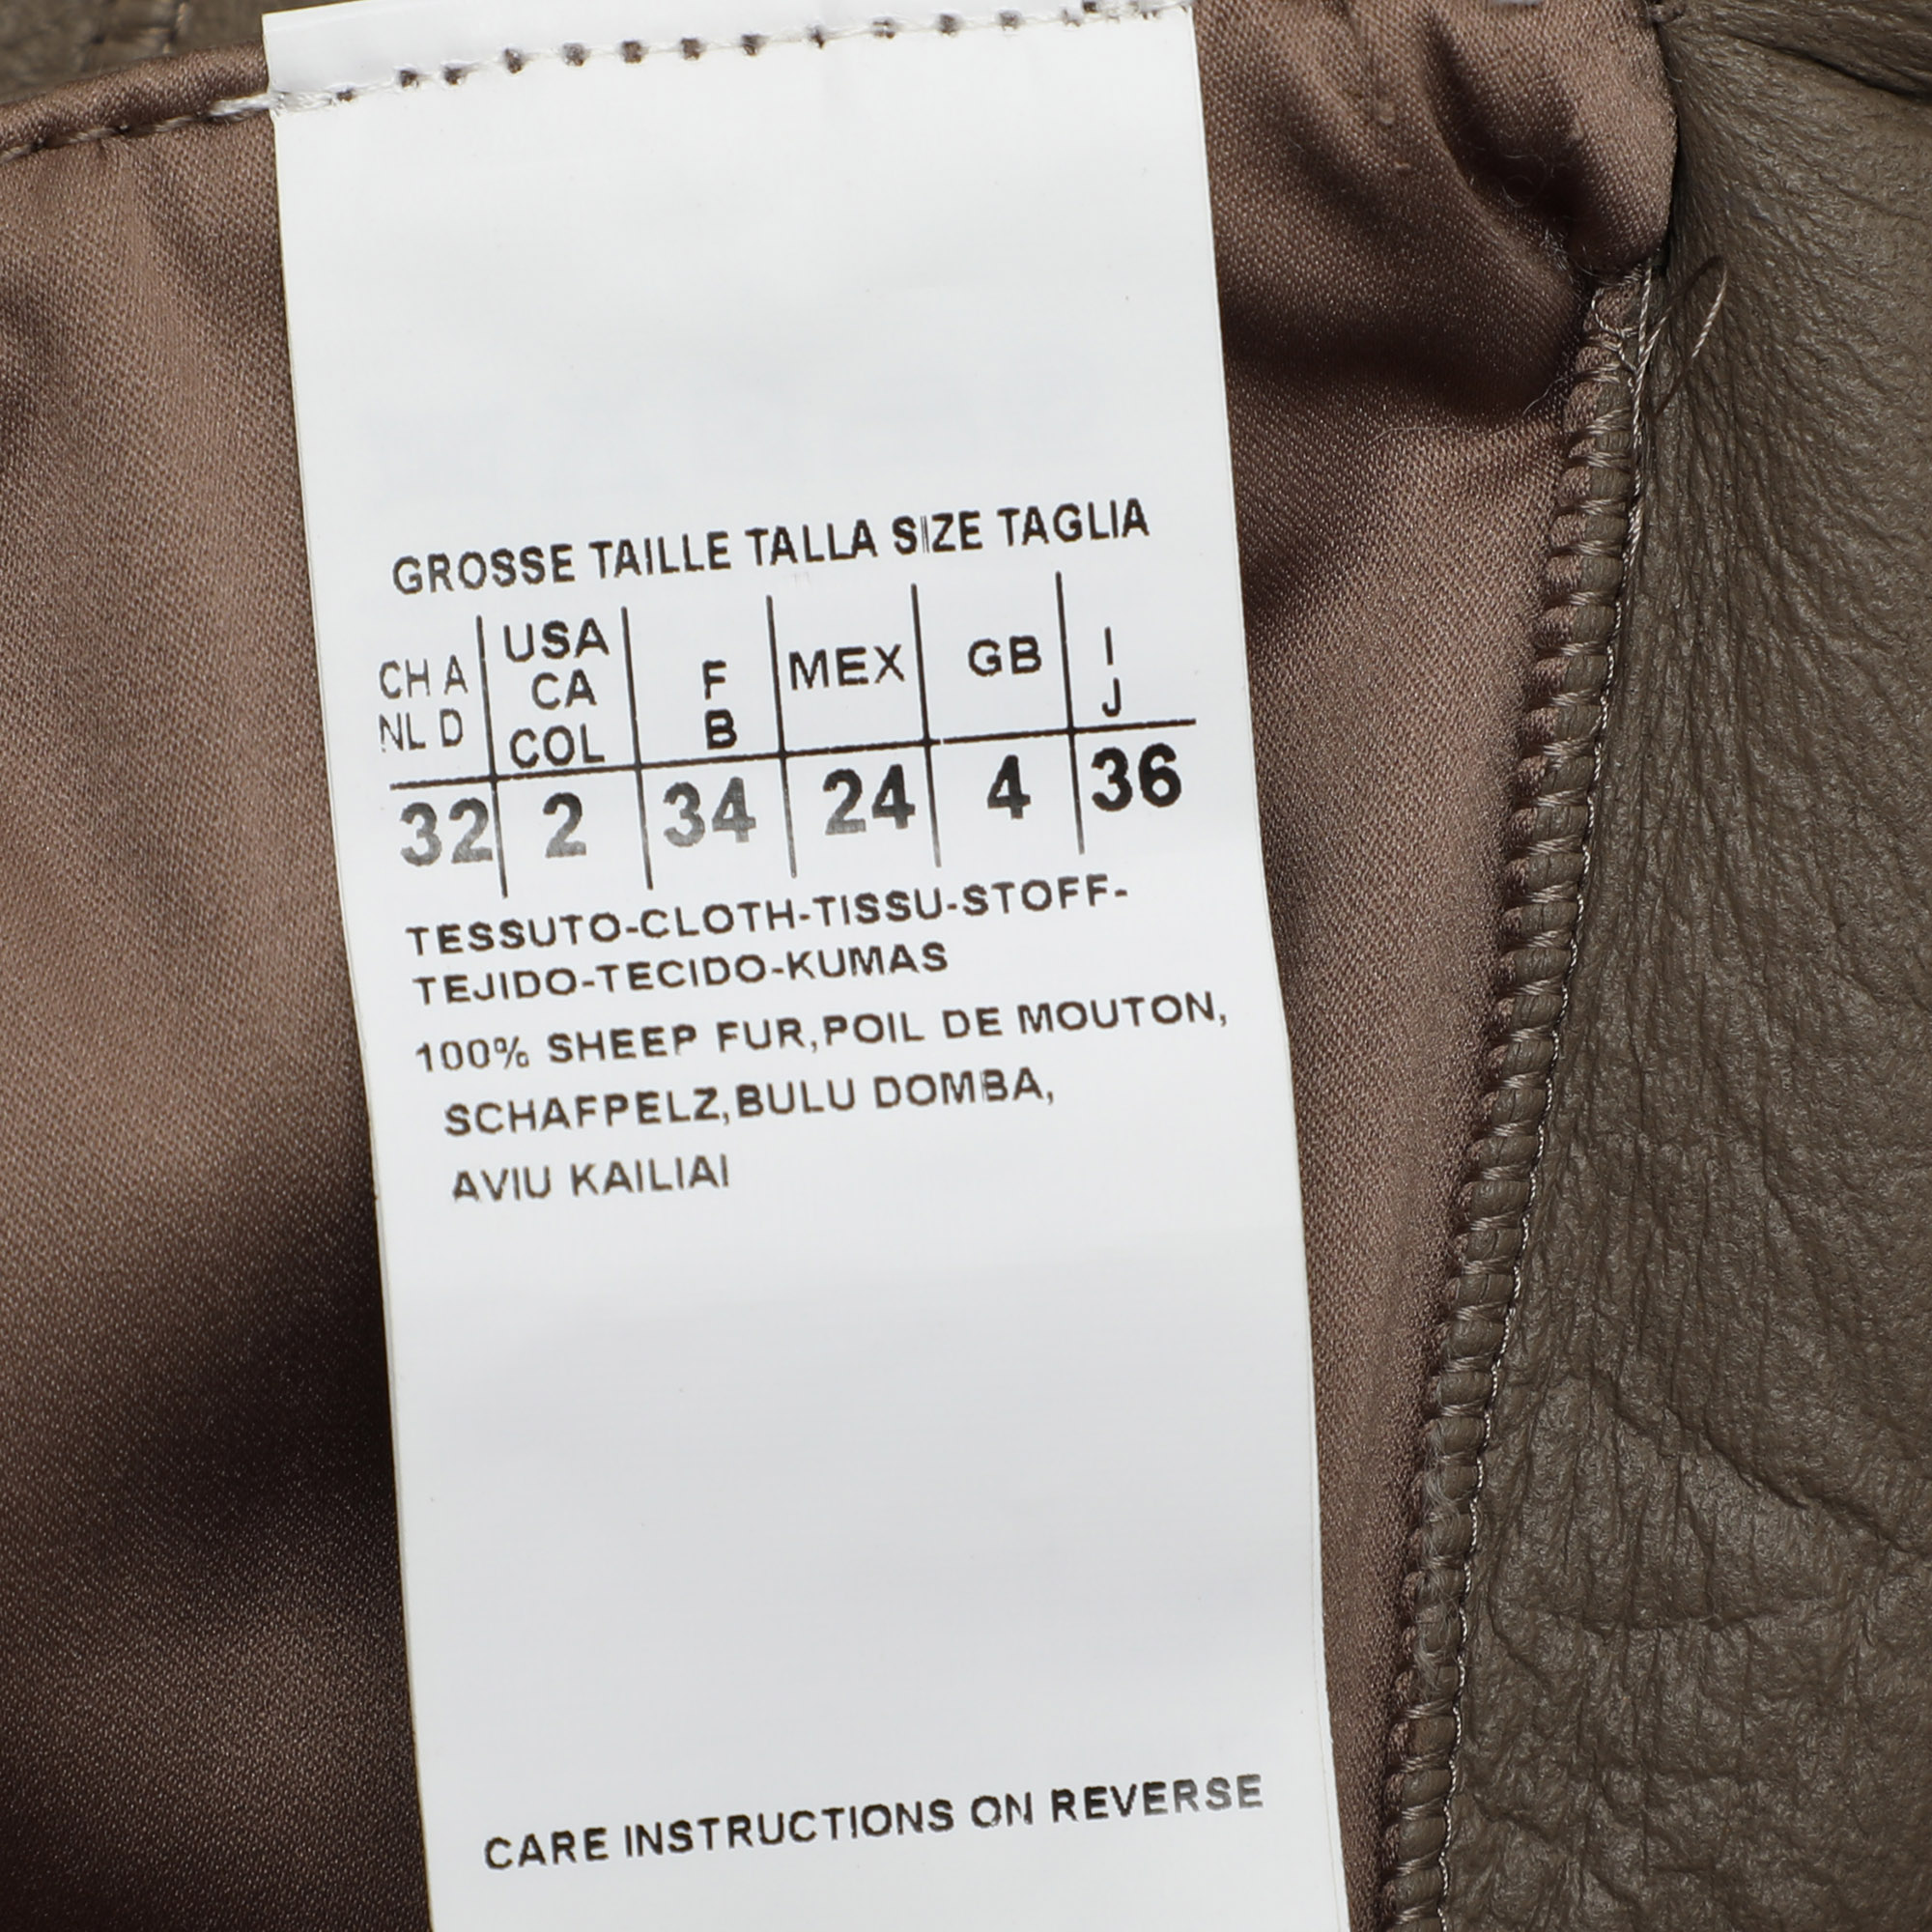 GROSSE TAILLE TALLA SIZE TAGLIA
CH A USA F MEX GB I
NL D CA B J
COL
32 2 34 24 4 36
TESSUTO-CLOTH-TISSU-STOFF-
TEJIDO-TECIDO-KUMAS
100% SHEEP FUR,POIL DE MOUTON,
SCHAFPELZ,BULU DOMBA,
AVIU KAILIAI
CARE INSTRUCTIONS ON REVERSE